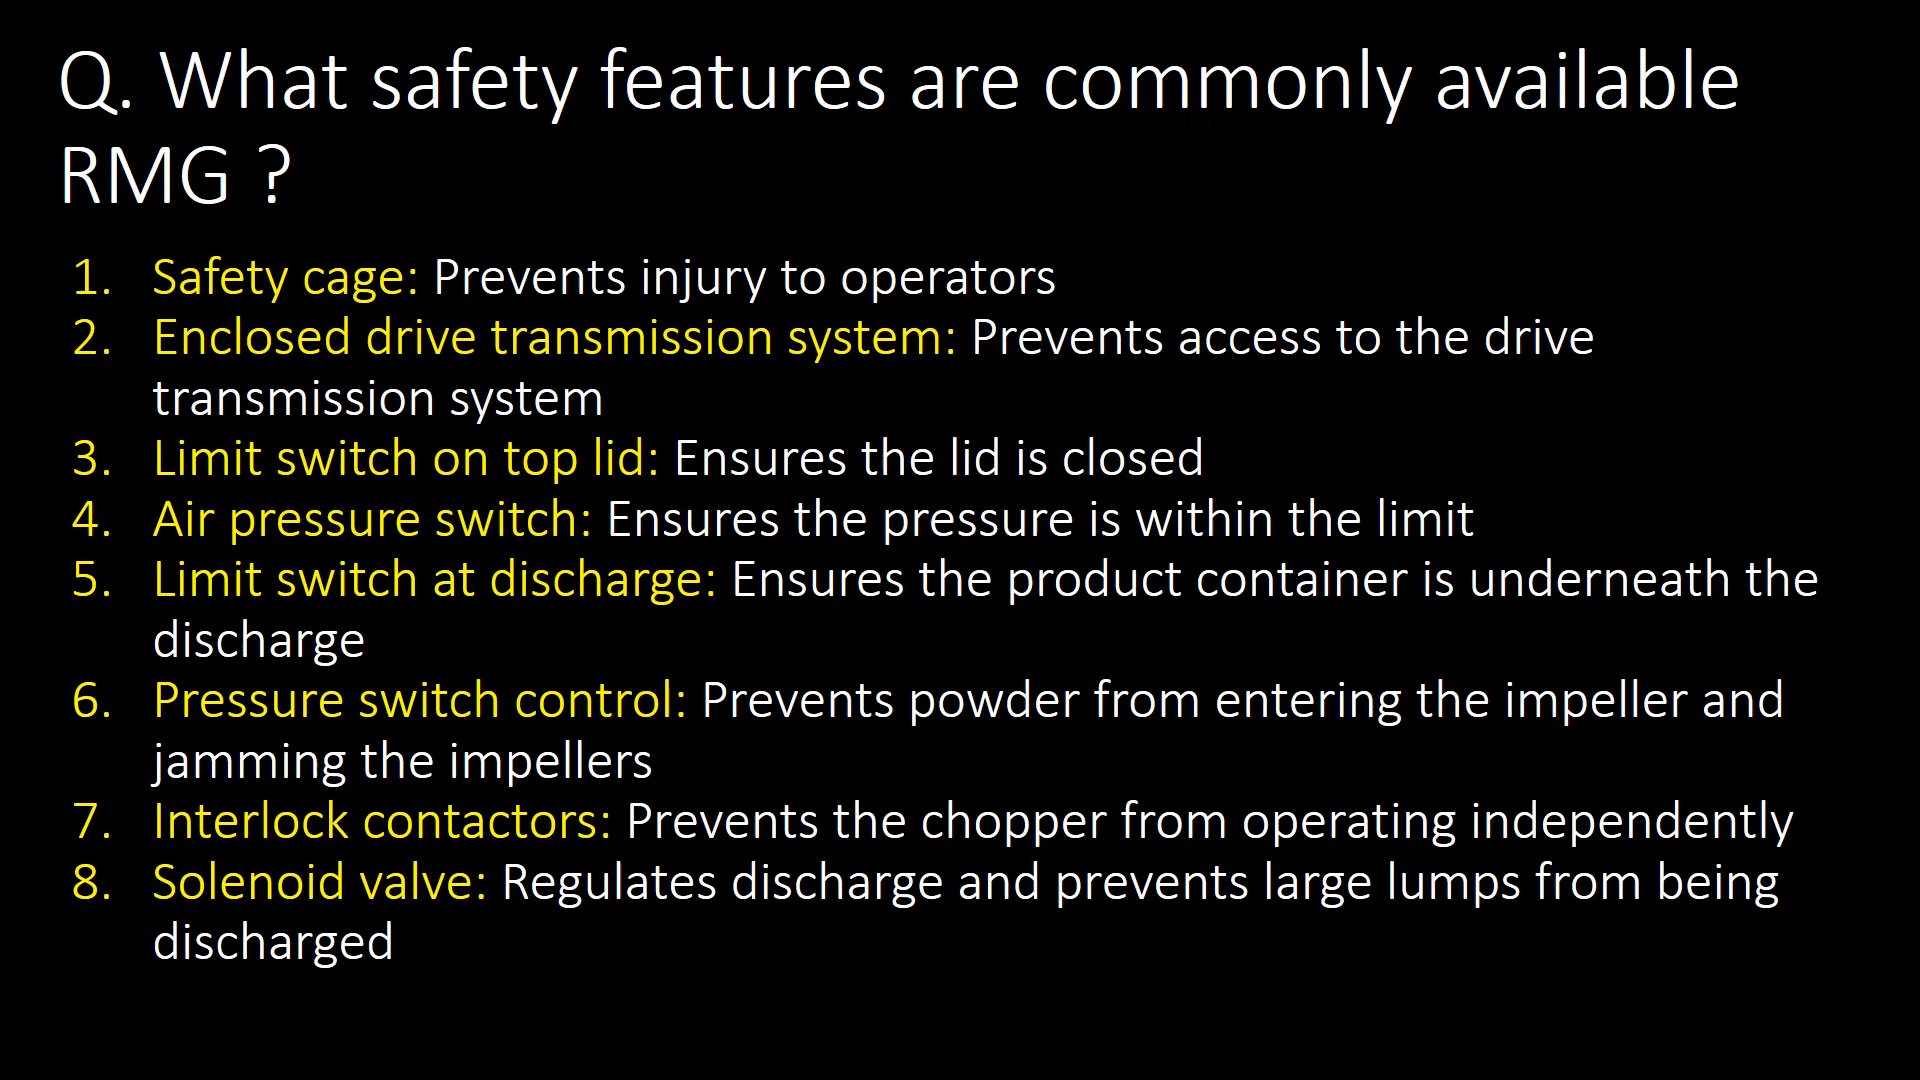 Q. What safety features are commonly available
RMG ?
1. Safety cage: Prevents injury to operators
2. Enclosed drive transmission system: Prevents access to the drive
transmission system
3. Limit switch on top lid: Ensures the lid is closed
4. Air pressure switch: Ensures the pressure is within the limit
5. Limit switch at discharge: Ensures the product container is underneath the
discharge
6. Pressure switch control: Prevents powder from entering the impeller and
jamming the impellers
7. Interlock contactors: Prevents the chopper from operating independently
8. Solenoid valve: Regulates discharge and prevents large lumps from being
discharged